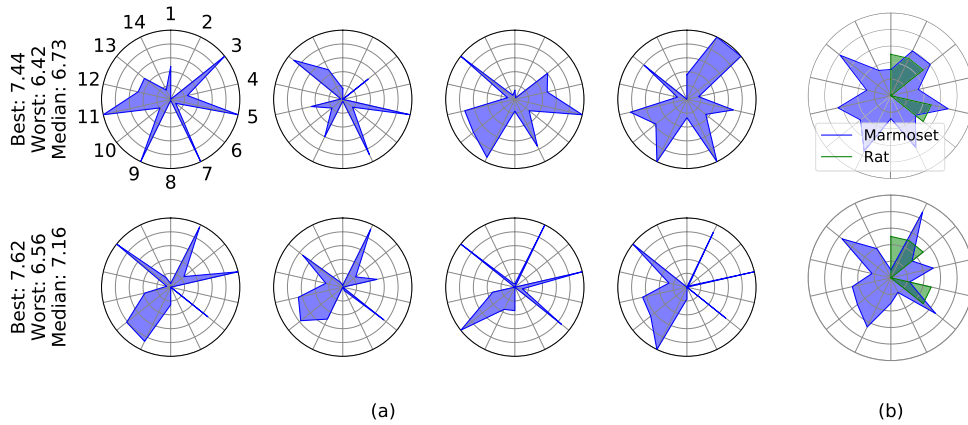 Best: 7.44
Worst: 6.42
Median: 6.73
1
2
3
4
5
6
7
8
9
10
11
12
13
14
Marmoset
Rat
Best: 7.62
Worst: 6.56
Median: 7.16
(a)
(b)